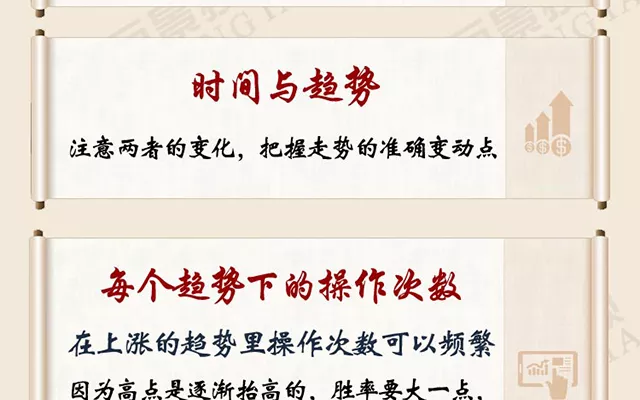 时间与趋势
注意两者的变化，把握走势的准确变动点
每个趋势下的操作次数
在上涨的趋势里操作次数可以频繁
因为高点是逐渐抬高的，胜率要大一点，